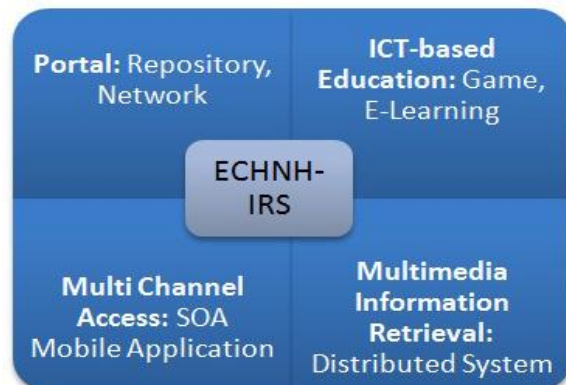 Portal: Repository,
Network
ICT-based
Education: Game,
E-Learning
ECHNH-
IRS
Multi Channel
Access: SOA
Mobile Application
Multimedia
Information
Retrieval:
Distributed System